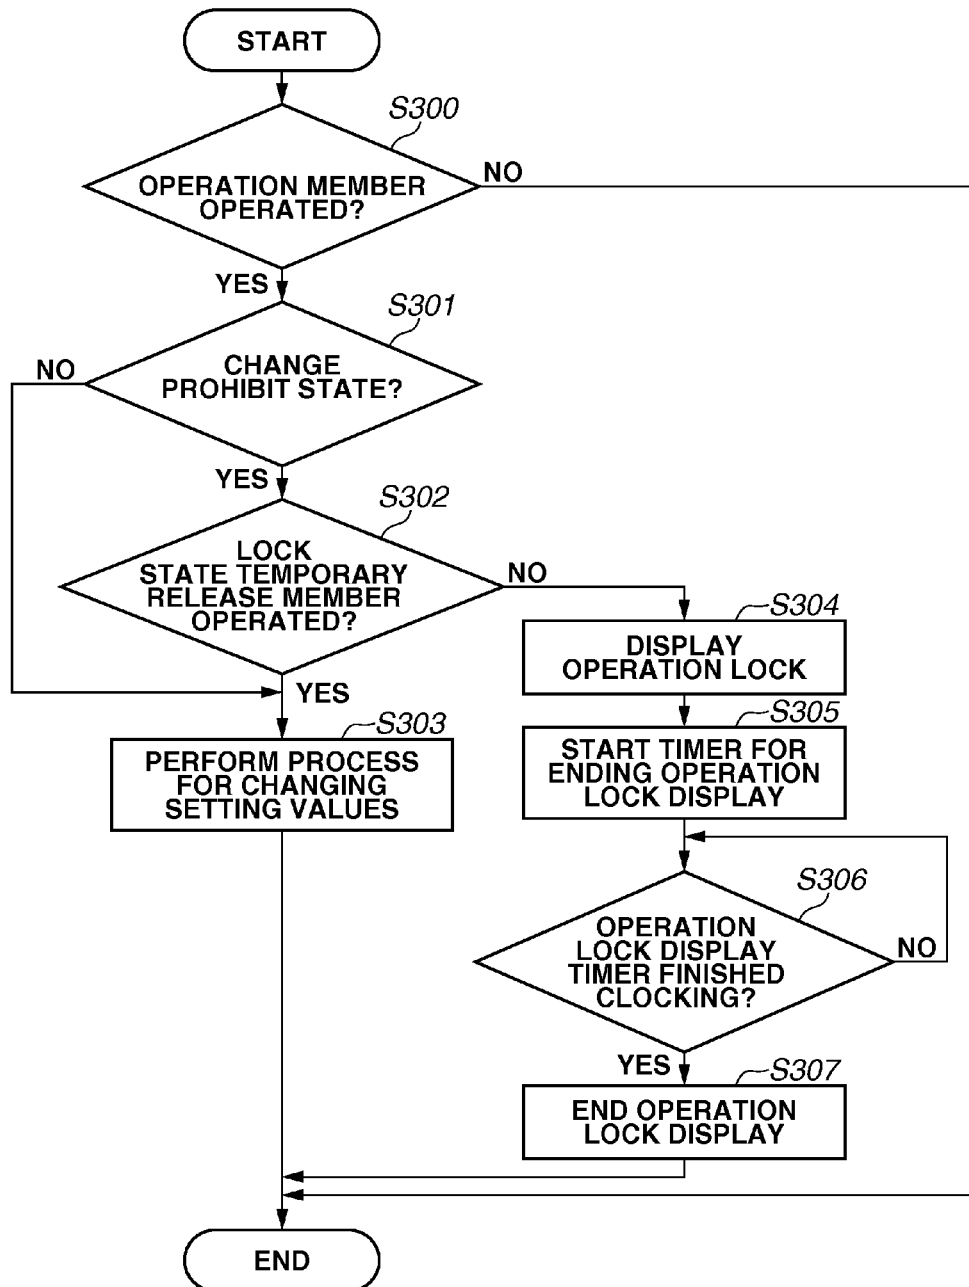 START
S300
OPERATION MEMBER
OPERATED?
NO
YES
S301
CHANGE
PROHIBIT STATE?
NO
YES
S302
LOCK
STATE TEMPORARY
RELEASE MEMBER
OPERATED?
NO
YES
S303
PERFORM PROCESS
FOR CHANGING
SETTING VALUES
S304
DISPLAY
OPERATION LOCK
S305
START TIMER FOR
ENDING OPERATION
LOCK DISPLAY
S306
OPERATION
LOCK DISPLAY
TIMER FINISHED
CLOCKING?
NO
YES
S307
END OPERATION
LOCK DISPLAY
END